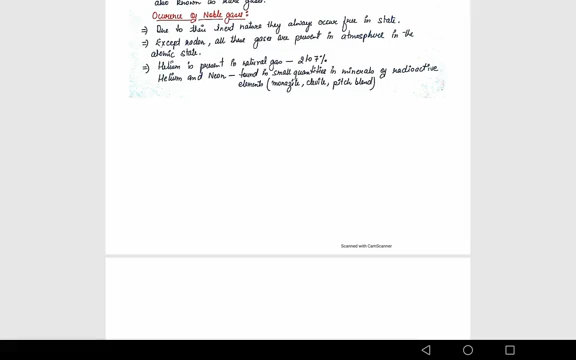 also known as rare gases.
Ocurence of Noble gases:
⇒ Due to their inert nature they always occur free in state.
⇒ Except radon, all these gases are present in atmosphere in the
atomic state.
⇒ Helium is present in natural gas – 2 to 7%
Helium and Neon – found in small quantities in minerals of radioactive
elements (monazite, clevite, pitch blend)
Scanned with CamScanner